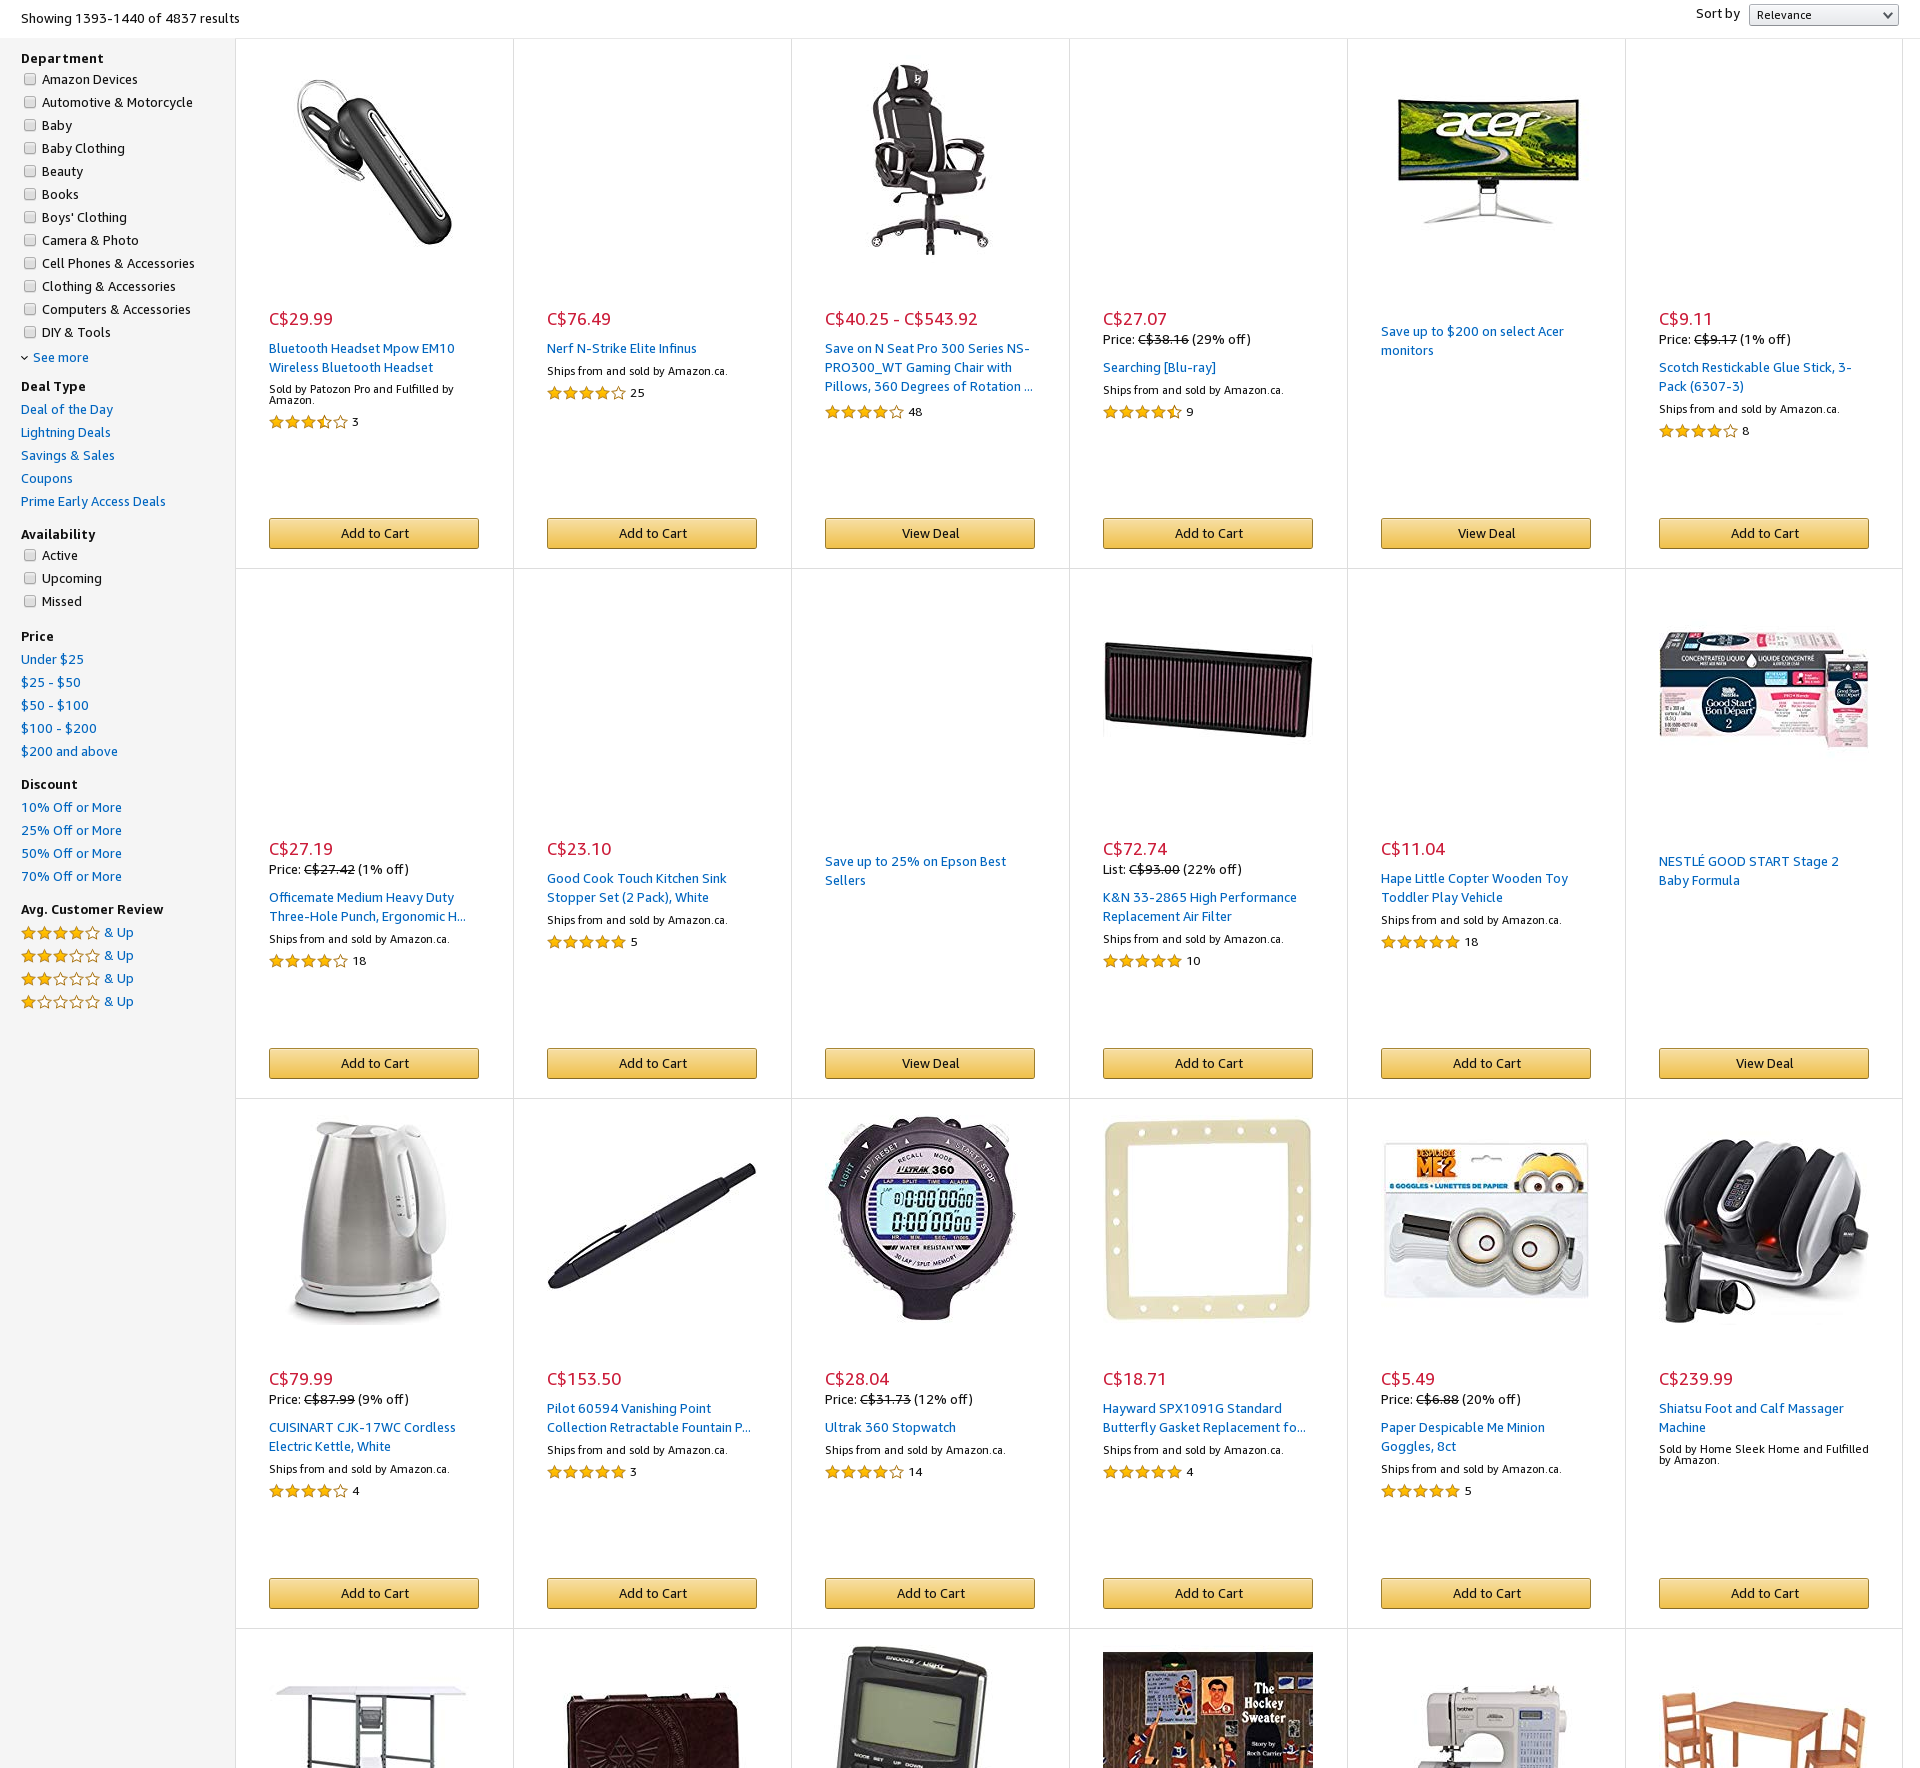 Showing 1393-1440 of 4837 results
Sort by Relevance
Department
Amazon Devices
Automotive & Motorcycle
Baby
Baby Clothing
Beauty
Books
Boys' Clothing
Camera & Photo
Cell Phones & Accessories
Clothing & Accessories
Computers & Accessories
DIY & Tools
See more
Deal Type
Deal of the Day
Lightning Deals
Savings & Sales
Coupons
Prime Early Access Deals
Availability
Active
Upcoming
Missed
Price
Under $25
$25 - $50
$50 - $100
$100 - $200
$200 and above
Discount
10% Off or More
25% Off or More
50% Off or More
70% Off or More
Avg. Customer Review
& Up
& Up
& Up
& Up
C$29.99
Bluetooth Headset Mpow EM10
Wireless Bluetooth Headset
Sold by Patozon Pro and Fulfilled by
Amazon.
3
Add to Cart
C$76.49
Nerf N-Strike Elite Infinus
Ships from and sold by Amazon.ca.
25
Add to Cart
C$40.25 - C$543.92
Save on N Seat Pro 300 Series NS-
PRO300_WT Gaming Chair with
Pillows, 360 Degrees of Rotation ...
48
View Deal
C$27.07
Price: C$38.16 (29% off)
Searching [Blu-ray]
Ships from and sold by Amazon.ca.
9
Add to Cart
acer
Save up to $200 on select Acer
monitors
View Deal
C$9.11
Price: C$9.17 (1% off)
Scotch Restickable Glue Stick, 3-
Pack (6307-3)
Ships from and sold by Amazon.ca.
8
Add to Cart
C$27.19
Price: C$27.42 (1% off)
Officemate Medium Heavy Duty
Three-Hole Punch, Ergonomic H...
Ships from and sold by Amazon.ca.
18
Add to Cart
C$23.10
Good Cook Touch Kitchen Sink
Stopper Set (2 Pack), White
Ships from and sold by Amazon.ca.
5
Add to Cart
Save up to 25% on Epson Best
Sellers
View Deal
C$72.74
List: C$93.00 (22% off)
K&N 33-2865 High Performance
Replacement Air Filter
Ships from and sold by Amazon.ca.
10
Add to Cart
C$11.04
Hape Little Copter Wooden Toy
Toddler Play Vehicle
Ships from and sold by Amazon.ca.
18
Add to Cart
CONCENTRATED LIQUID LIQUIDE CONCENTRÉ
Good Start
Bon Départ
2
NESTLÉ GOOD START Stage 2
Baby Formula
View Deal
C$79.99
Price: C$87.99 (9% off)
CUISINART CJK-17WC Cordless
Electric Kettle, White
Ships from and sold by Amazon.ca.
4
Add to Cart
C$153.50
Pilot 60594 Vanishing Point
Collection Retractable Fountain P...
Ships from and sold by Amazon.ca.
3
Add to Cart
LIGHT
LAP/RESET
START/STOP
RECALL MODE
ULTRAK 360
LAP SPLIT TIME ALARM
HR. MIN. SEC. 1/100S
WATER RESISTANT
30 LAP/SPLIT MEMORY
C$28.04
Price: C$31.73 (12% off)
Ultrak 360 Stopwatch
Ships from and sold by Amazon.ca.
14
Add to Cart
C$18.71
Hayward SPX1091G Standard
Butterfly Gasket Replacement fo...
Ships from and sold by Amazon.ca.
4
Add to Cart
DESPICABLE
ME2
8 GOGGLES • LUNETTES DE PAPIER
C$5.49
Price: C$6.88 (20% off)
Paper Despicable Me Minion
Goggles, 8ct
Ships from and sold by Amazon.ca.
5
Add to Cart
C$239.99
Shiatsu Foot and Calf Massager
Machine
Sold by Home Sleek Home and Fulfilled
by Amazon.
Add to Cart
SNOOZE / LIGHT
MODE SET UP DOWN
The
Hockey
Sweater
Story by
Roch Carrier
brother